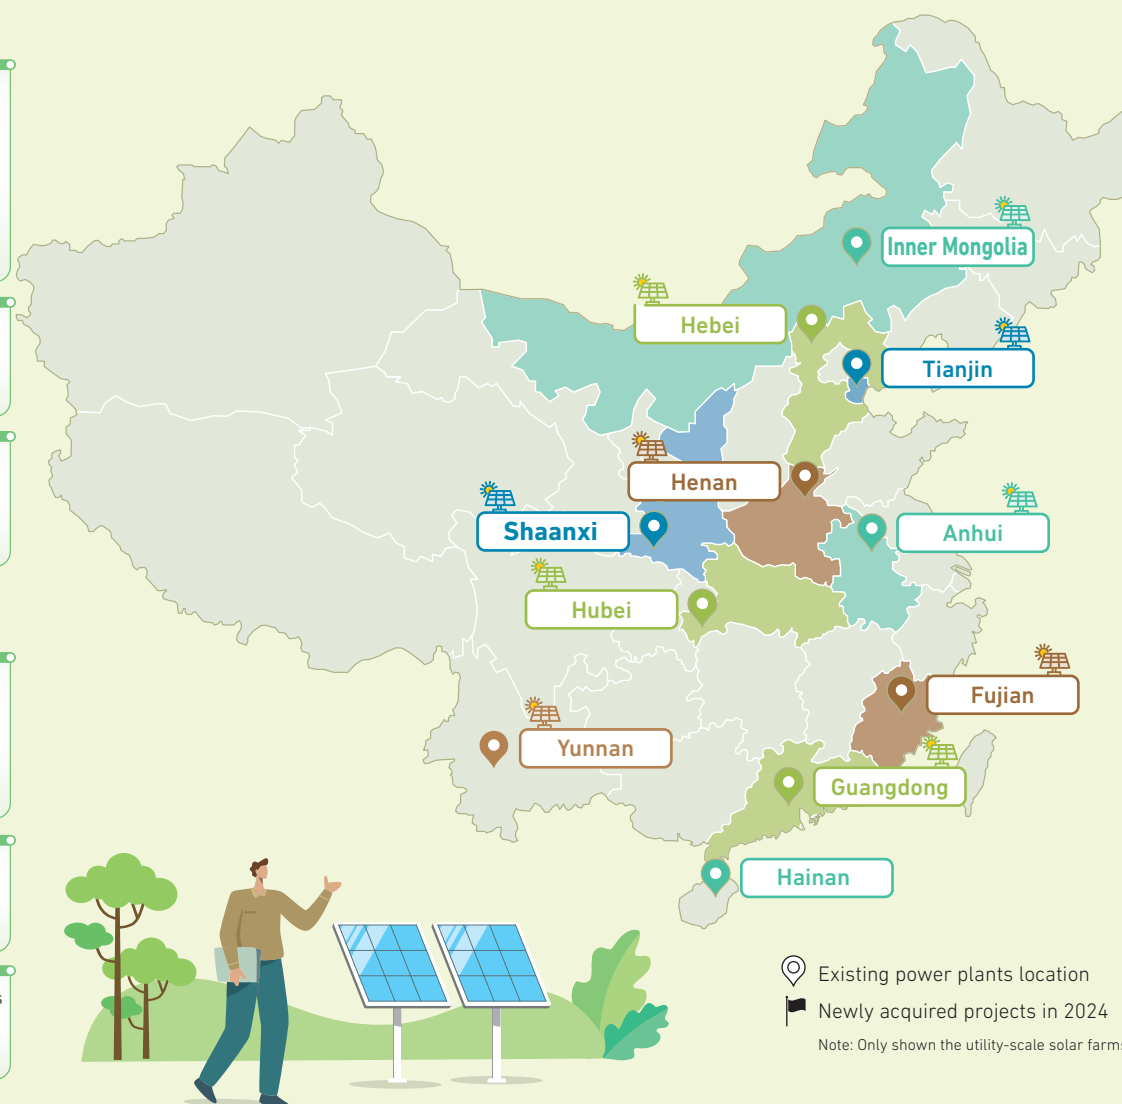 Inner Mongolia
Hebei
Tianjin
Henan
Shaanxi
Anhui
Hubei
Fujian
Yunnan
Guangdong
Hainan
Existing power plants location
Newly acquired projects in 2024
Note: Only shown the utility-scale solar farms
s